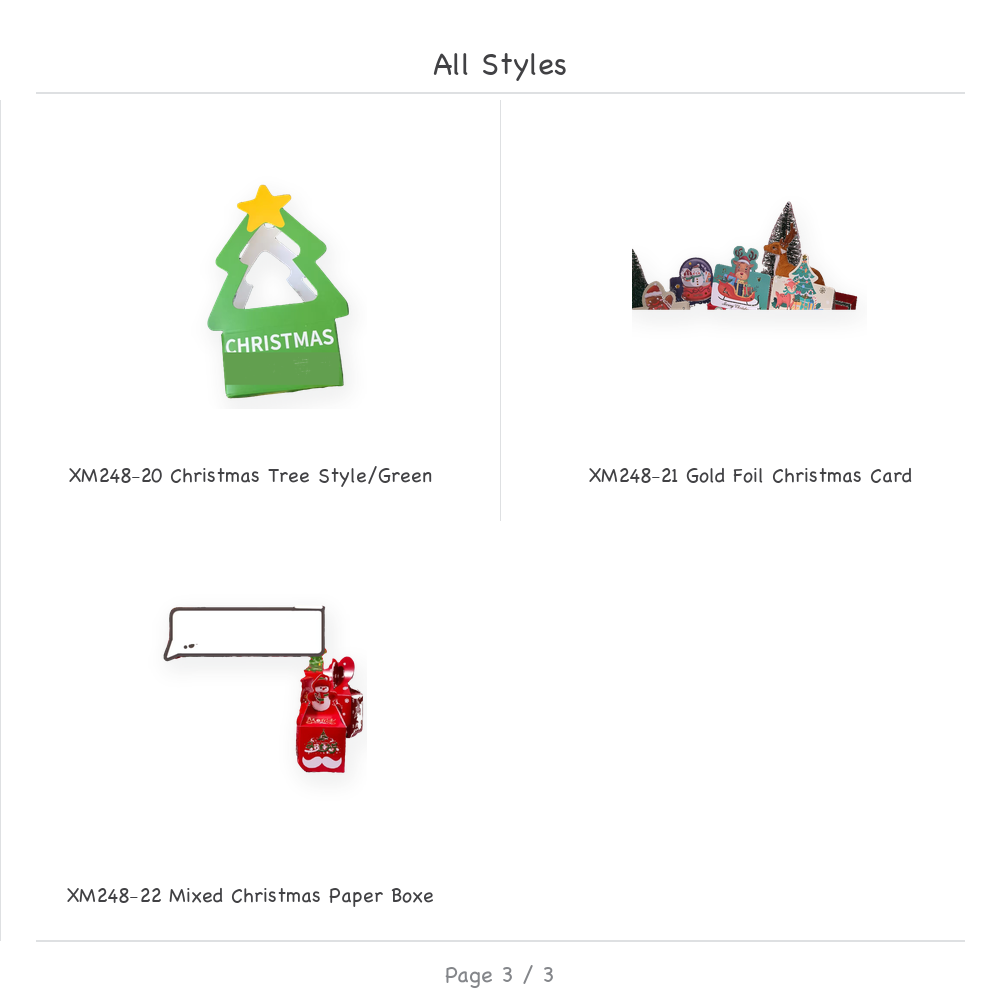 All Styles
CHRISTMAS
XM248-20 Christmas Tree Style/Green
XM248-21 Gold Foil Christmas Card
XM248-22 Mixed Christmas Paper Boxe
Page 3 / 3